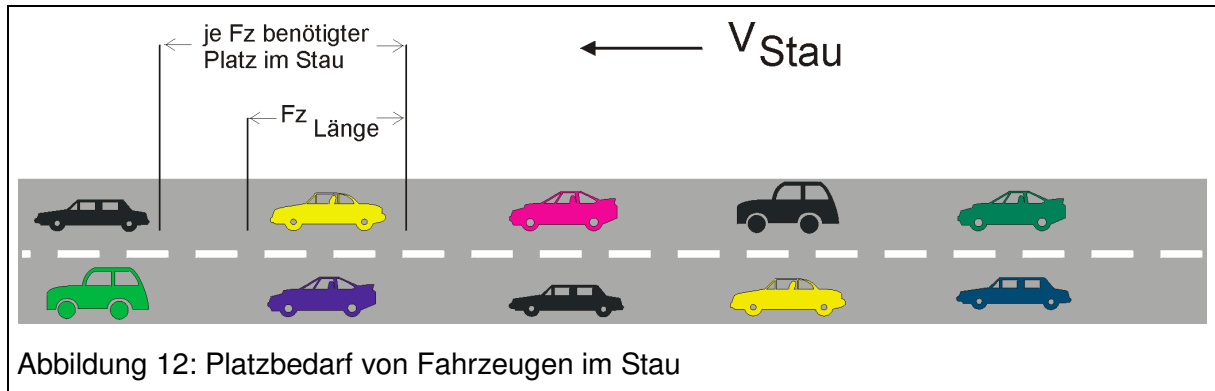 je Fz benötigter
Platz im Stau
V Stau
Fz Länge
Abbildung 12: Platzbedarf von Fahrzeugen im Stau